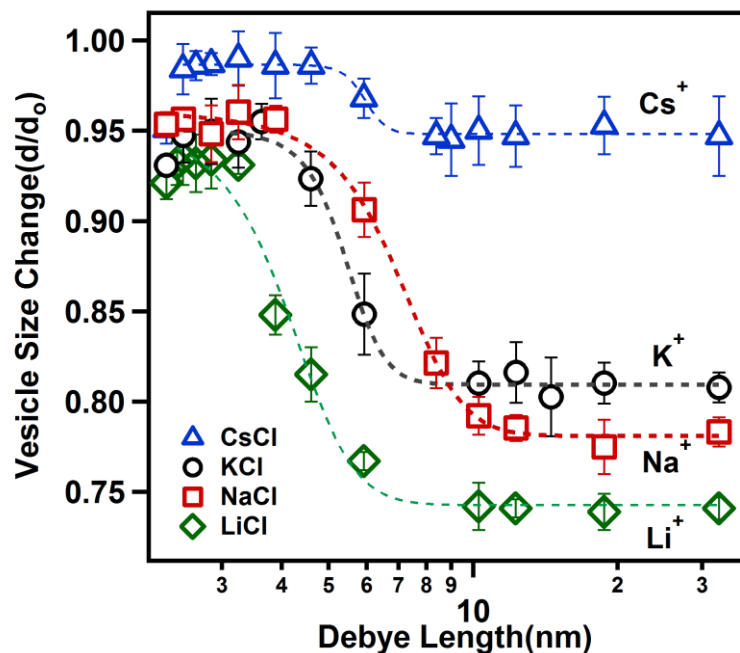 Vesicle Size Change(d/do)
1.00
0.95
0.90
0.85
0.80
0.75
Cs+
K+
Na+
Li+
CsCl
KCl
NaCl
LiCl
3 4 5 6 7 8 9 10 2 3
Debye Length(nm)